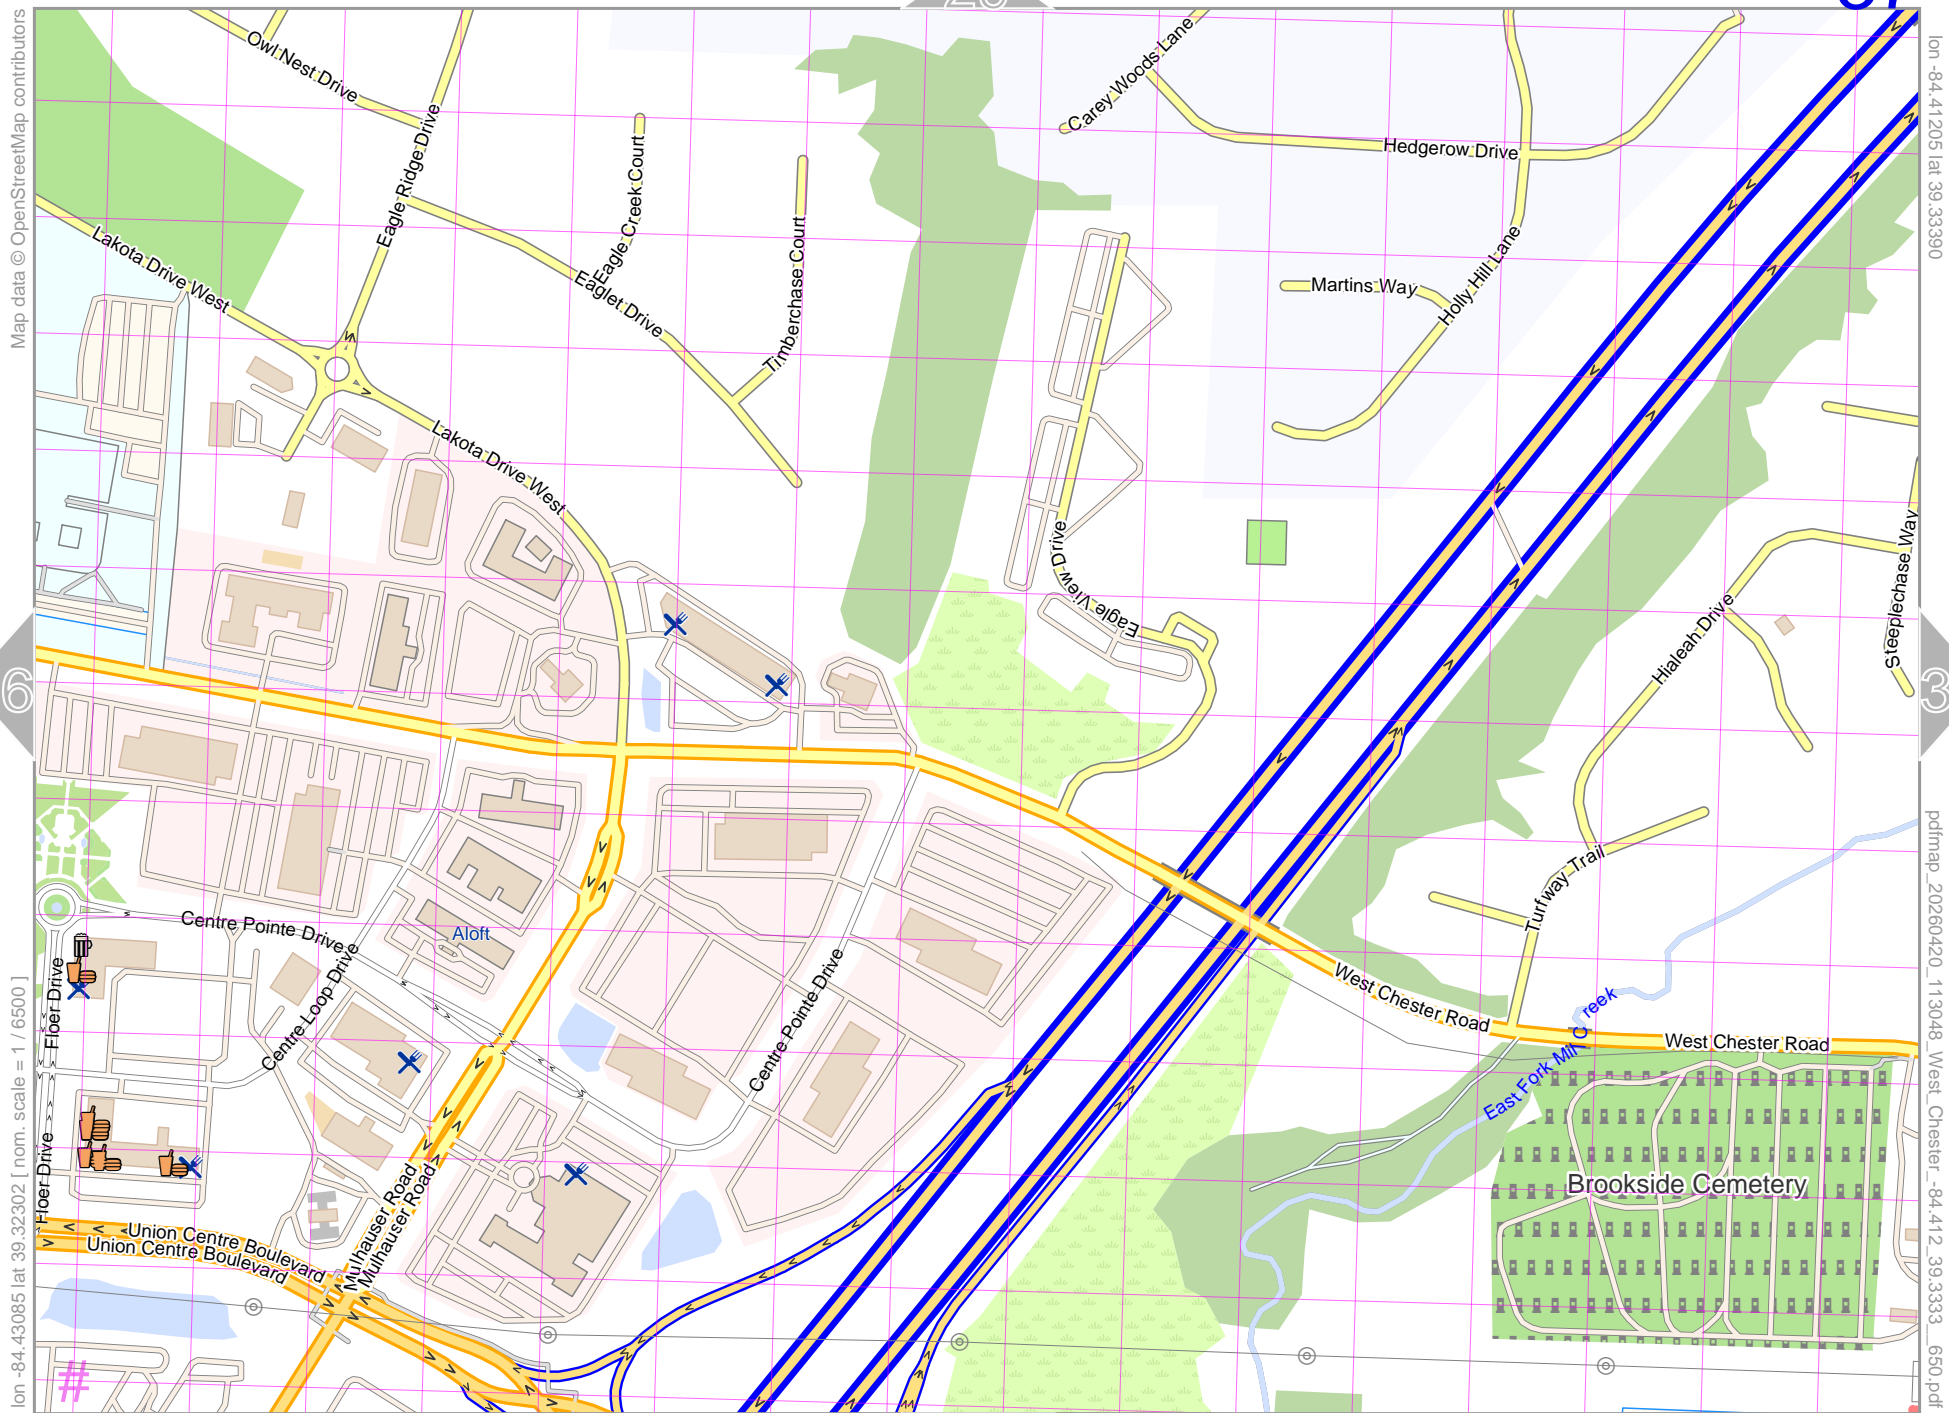 Map data © OpenStreetMap contributors
lon -84.41205 lat 39.33390
Owl Nest Drive
Carey Woods Lane
Eagle Ridge Drive
Hedgerow Drive
Eagle Creek Court
Lakota Drive West
Timberchase Court
Eaglet Drive
Martins Way
Holly Hill Lane
Lakota Drive West
Eagle View Drive
Steeplechase Way
Hialeah Drive
6
3
Turfway Trail
Centre Pointe Drive
Aloft
Floer Drive
Centre Loop Drive
Centre Pointe Drive
West Chester Road
West Chester Road
East Fork Mill Creek
Floer Drive
Mulhauser Road
Mulhauser Road
Brookside Cemetery
Union Centre Boulevard
Union Centre Boulevard
#
lon -84.43085 lat 39.32302 [ nom. scale = 1 / 6500 ]
pdfmap_20260420_113048_West_Chester_-84.412_39.3333__650.pdf